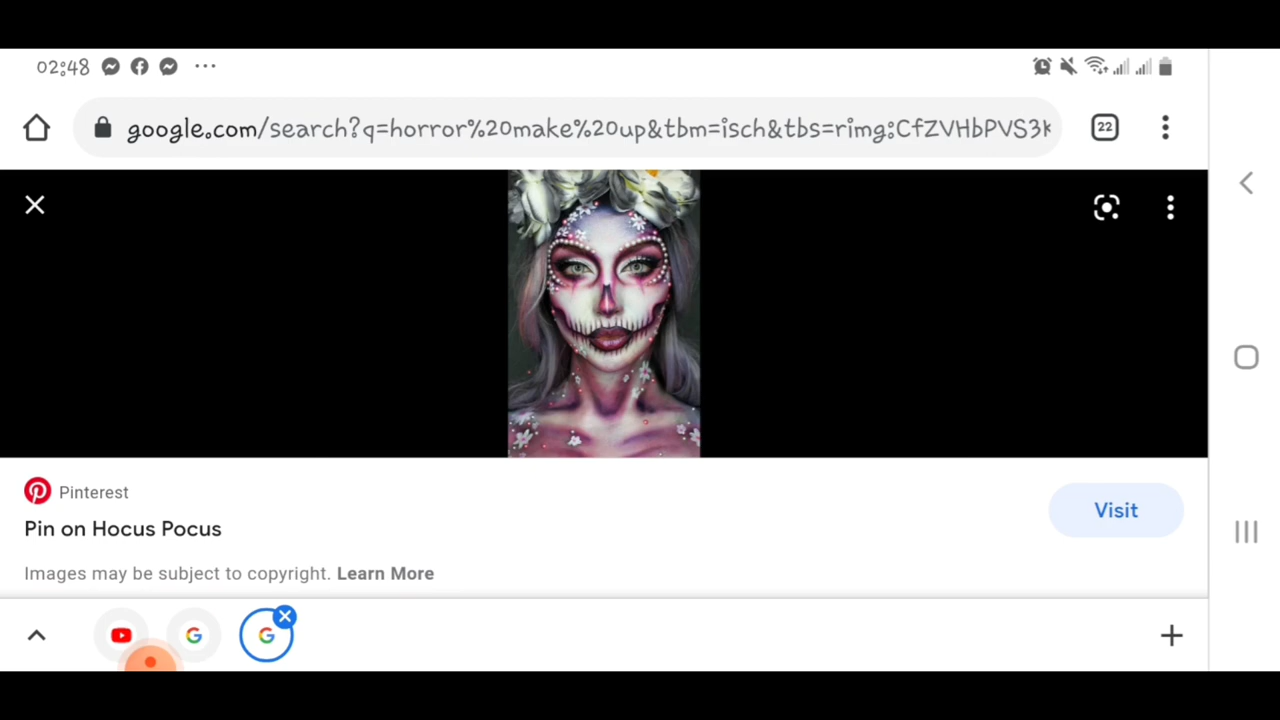 02:48
google.com/search?q=horror%20make%20up&tbm=isch&tbs=rimg:CfZVHbPVS3k
22
Pinterest
Pin on Hocus Pocus
Visit
Images may be subject to copyright. Learn More